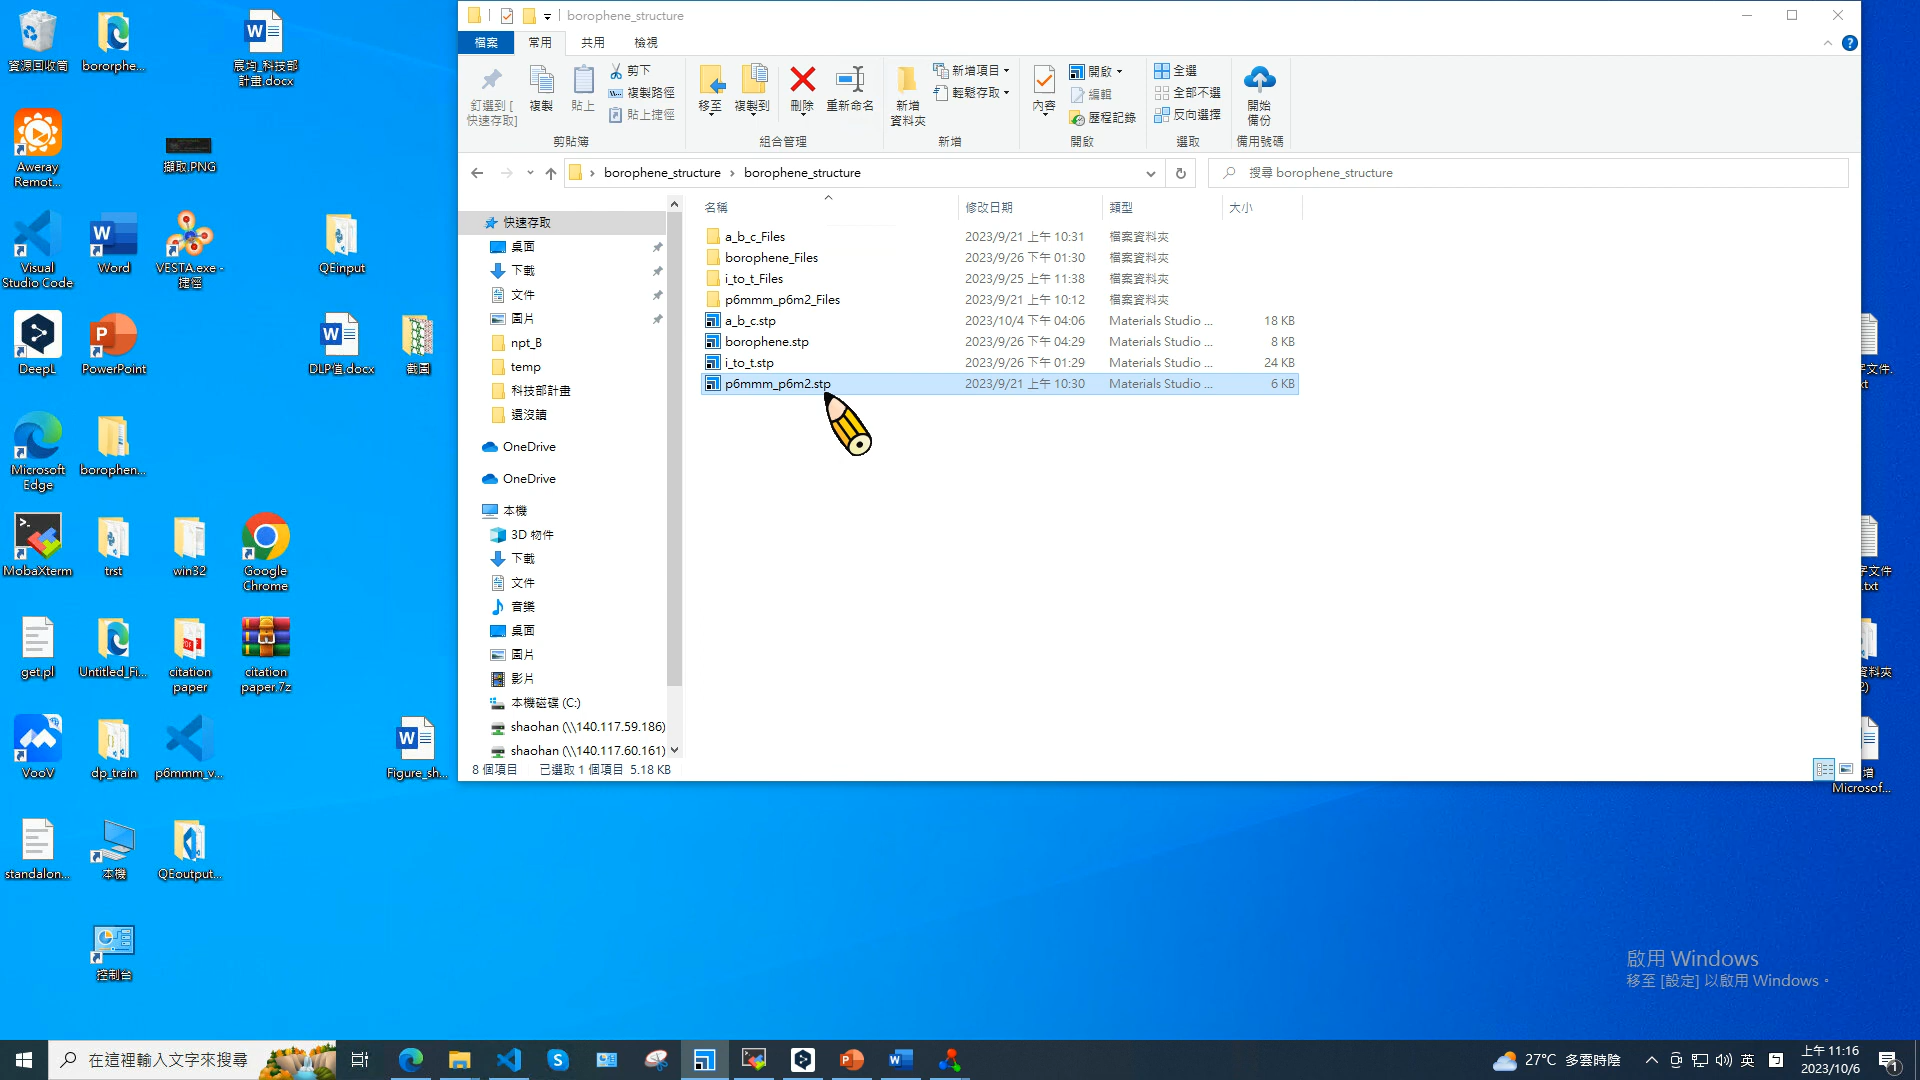 borophene_structure
檔案
常用
共用
檢視
釘選到 [
快速存取]
複製
貼上
剪下
複製路徑
貼上捷徑
剪貼簿
移至
複製到
刪除
重新命名
組合管理
新增
資料夾
新增項目
輕鬆存取
新增
內容
開啟
編輯
歷程記錄
開啟
全選
全部不選
反向選擇
選取
開始
備份
備用號碼
borophene_structure › borophene_structure
搜尋 borophene_structure
名稱 修改日期 類型 大小
a_b_c_Files 2023/9/21 上午 10:31 檔案資料夾
borophene_Files 2023/9/26 下午 01:30 檔案資料夾
i_to_t_Files 2023/9/25 上午 11:38 檔案資料夾
p6mmm_p6m2_Files 2023/9/21 上午 10:12 檔案資料夾
a_b_c.stp 2023/10/4 下午 04:06 Materials Studio ... 18 KB
borophene.stp 2023/9/26 下午 04:29 Materials Studio ... 8 KB
i_to_t.stp 2023/9/26 下午 01:29 Materials Studio ... 24 KB
p6mmm_p6m2.stp 2023/9/21 上午 10:30 Materials Studio ... 6 KB
快速存取
桌面
下載
文件
圖片
npt_B
temp
科技部計畫
還沒讀
OneDrive
OneDrive
本機
3D 物件
下載
文件
音樂
桌面
圖片
影片
本機磁碟 (C:)
shaohan (\\140.117.59.186)
shaohan (\\140.117.60.161)
8 個項目 已選取 1 個項目 5.18 KB
資源回收筒
bororphe...
宸均_科技部
計畫.docx
Aweray
Remot...
擷取.PNG
Visual
Studio Code
Word
VESTA.exe -
捷徑
QEinput
DeepL
PowerPoint
DLP值.docx
截圖
Microsoft
Edge
borophen...
MobaXterm
trst
win32
Google
Chrome
get.pl
Untitled_Fi...
citation
paper
citation
paper.7z
VooV
dp_train
p6mmm_v...
Figure_sh...
standalon...
本機
QEoutput...
控制台
字文件.
xt
字文件
.txt
資料夾
2)
增
Microsof...
啟用 Windows
移至 [設定] 以啟用 Windows。
在這裡輸入文字來搜尋
27°C 多雲時陰
英
上午 11:16
2023/10/6
1